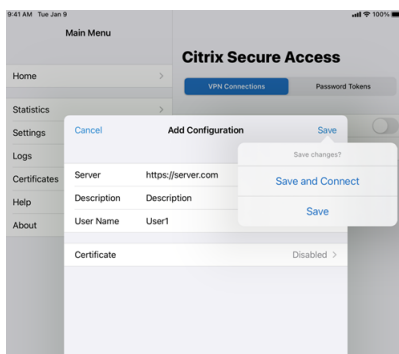 9:41 AM Tue Jan 9
100%
Main Menu
Citrix Secure Access
Home
VPN Connections
Password Tokens
Statistics
Settings
Logs
Certificates
Help
About
Cancel
Add Configuration
Save
Save changes?
Save and Connect
Save
Server https://server.com
Description Description
User Name User1
Certificate Disabled